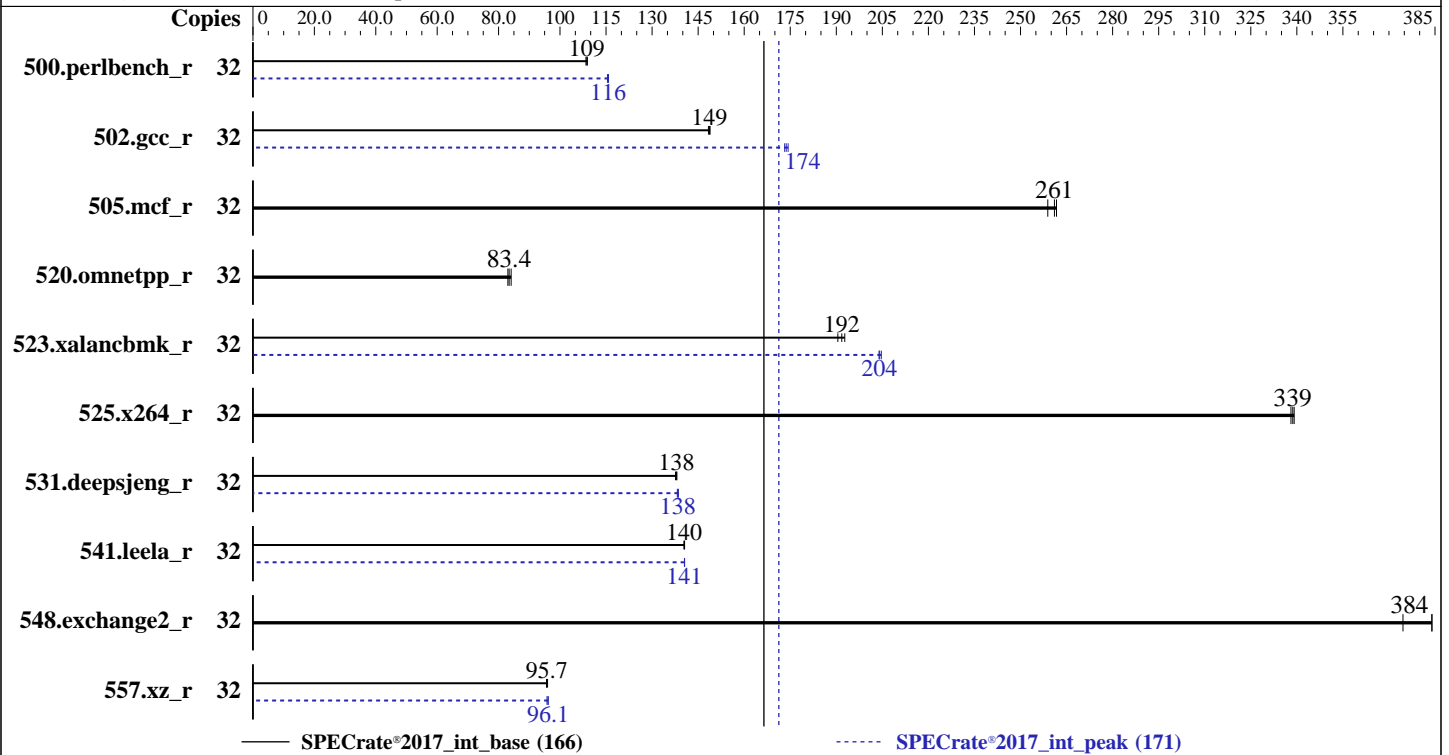 Copies 0 20.0 40.0 60.0 80.0 100 115 130 145 160 175 190 205 220 235 250 265 280 295 310 325 340 355 385
109
500.perlbench_r 32
116
149
502.gcc_r 32
174
261
505.mcf_r 32
83.4
520.omnetpp_r 32
192
523.xalancbmk_r 32
204
339
525.x264_r 32
138
531.deepsjeng_r 32
138
140
541.leela_r 32
141
384
548.exchange2_r 32
95.7
557.xz_r 32
96.1
SPECrate®2017_int_base (166) SPECrate®2017_int_peak (171)